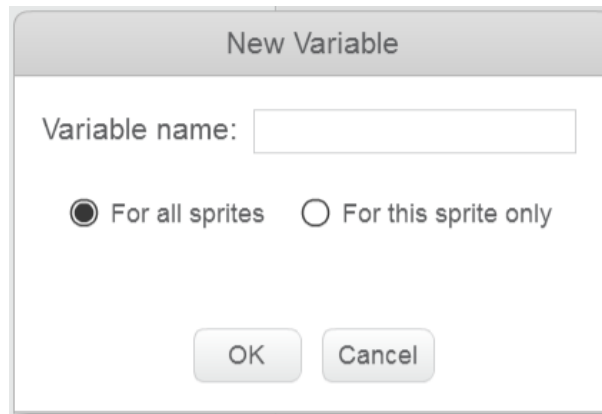 New Variable
Variable name:
For all sprites For this sprite only
OK Cancel